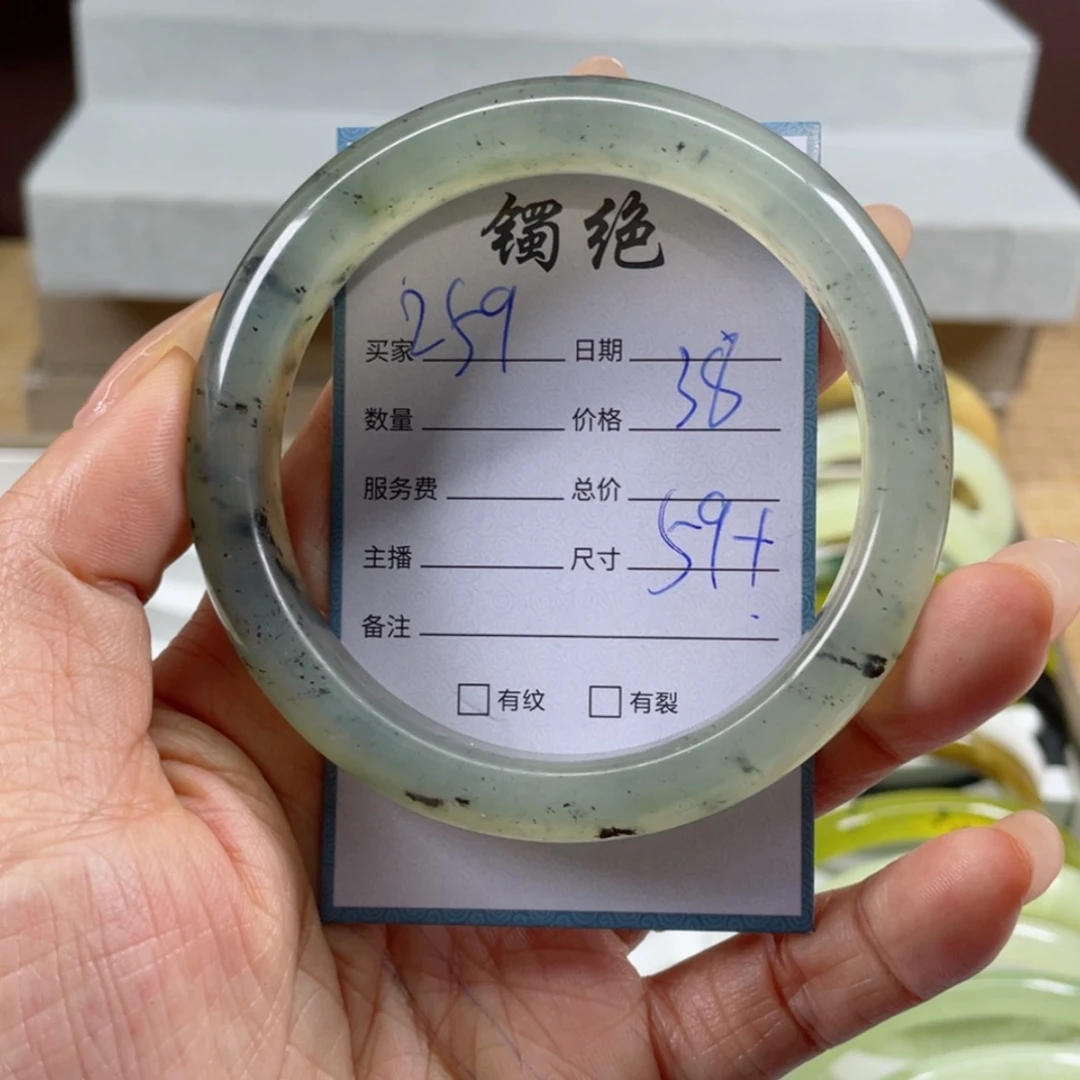 镯绝
买家 259 日期
数量 价格 38
服务费 总价
主播 尺寸 59+
备注
有纹 有裂